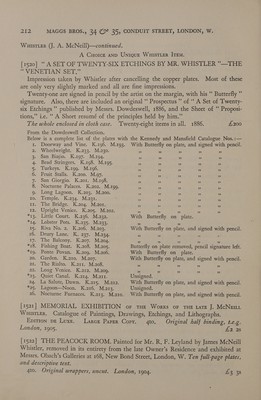 212 MAGGS BROS., 34 & 35, CONDUIT STREET, LONDON, W.
WHISTLER (J. A. McNEILL)—continued.
A CHOICE AND UNIQUE WHISTLER ITEM.
[1520] "A SET OF TWENTY-SIX ETCHINGS BY MR. WHISTLER "—THE
"VENETIAN SET,"
Impression taken by Whistler after cancelling the copper plates. Most of these
are only very slightly marked and all are fine impressions.
Twenty-one are signed in pencil by the artist on the margin, with his " Butterfly "
signature. Also, there are included an original " Prospectus " of " A Set of Twenty-
six Etchings " published by Messrs. Dowdeswell, 1886, and the Sheet of " Proposi-
tions," i.e. " A Short résumé of the principles held by him."
The whole enclosed in cloth case. Twenty-eight items in all. 1886. £200
From the Dowdeswell Collection.
Below is a complete list of the plates with the Kennedy and Mansfield Catalogue Nos.:—
1. Doorway and Vine. K.196. M.193. With Butterfly on plate, and signed with pencil.
2. Wheelwright. K.233. M.230. " " " " "
3. San Biagio. K.197. M.194. " " " " "
4. Bead Stringers. K.198. M.195. " " " " "
5. Turkeys. K.199. M.196. " " " " "
6. Fruit Stalls. K.200. M.197. " " " " "
7. San Giorgio. K.201. M.198. " " " " "
8. Nocturne Palaces. K.202. M.199. " " " " "
9. Long Lagoon. K.203. M.200. " " " " "
10. Temple. K.234. M.231. " " " " "
11. The Bridge. K.204. M.201. " " " " "
12. Upright Venice. K.205. M.202. " " " " "
*13. Little Court. K.236. M.232. With Butterfly on plate.
*14. Lobster Pots. K.235. M.233. " " "
15. Riva No. 2. K.206. M.203. With Butterfly on plate, and signed with pencil.
16. Drury Lane. K. 237. M.234. " " " " "
17. The Balcony. K.207. M.204. " " " " "
*18. Fishing Boat. K.208. M.205. Butterfly on plate removed, pencil signature left.
*19. Ponte Piovan. K.209. M.206. With Butterfly on plate.
20. Garden. K.210. M.207. With Butterfly on plate, and signed with pencil.
21. The Rialto. K.211. M.208. " " " " "
22. Long Venice. K.212. M.209. " " " " "
*23. Quiet Canal. K.214. M.211. Unsigned.
24. La Salute, Dawn. K.215. M.212. With Butterfly on plate, and signed with pencil.
*25. Lagoon—Noon. K.216. M.213. Unsigned.
26. Nocturne Furnaces. K.213. M.210. With Butterfly on plate, and signed with pencil.
[1521] MEMORIAL EXHIBITION OF THE WORKS OF THE LATE J. McNEILL
WHISTLER. Catalogue of Paintings, Drawings, Etchings, and Lithographs.
EDITION DE LUXE. LARGE PAPER COPY. 4to. Original half binding, t.e.g.
London, 1905. £2 2s
[1522] THE PEACOCK ROOM. Painted for Mr. R. F. Leyland by James McNeill
Whistler, removed in its entirety from the late Owner's Residence and exhibited at
Messrs. Obach's Galleries at 168, New Bond Street, London, W. Ten full-page plates,
and descriptive text.
4to. Original wrappers, uncut. London, 1904. £3 3s